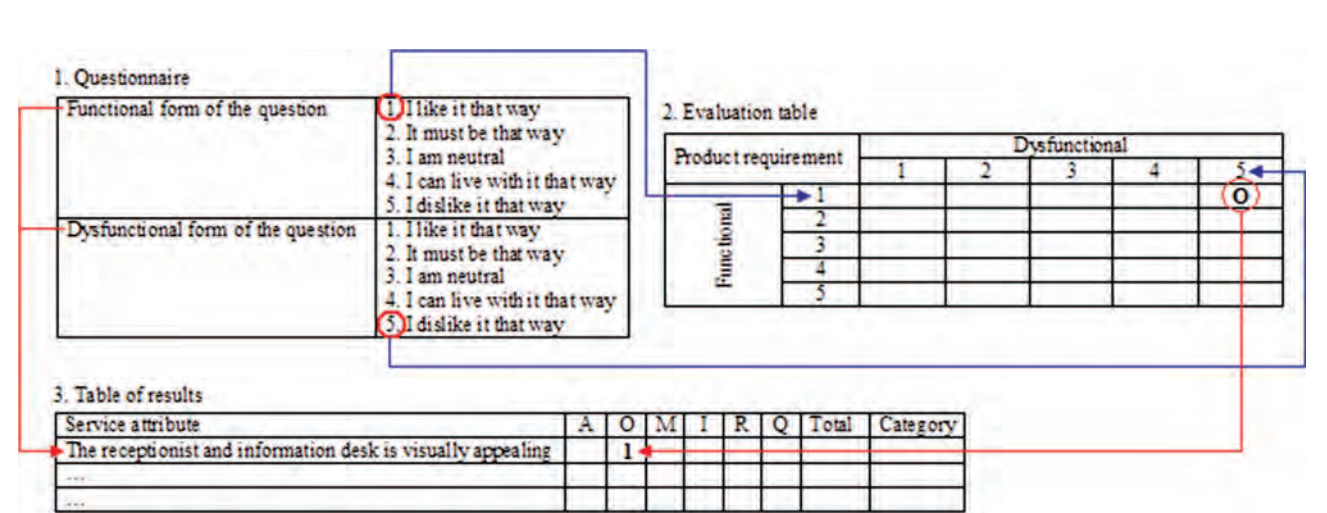 1. Questionnaire
Functional form of the question
1. I like it that way
2. It must be that way
3. I am neutral
4. I can live with it that way
5. I dislike it that way
Dysfunctional form of the question
1. I like it that way
2. It must be that way
3. I am neutral
4. I can live with it that way
5. I dislike it that way
2. Evaluation table
Product requirement
Dysfunctional
1 2 3 4 5
Functional
1 O
2
3
4
5
3. Table of results
Service attribute A O M I R Q Total Category
The receptionist and information desk is visually appealing 1
...
...